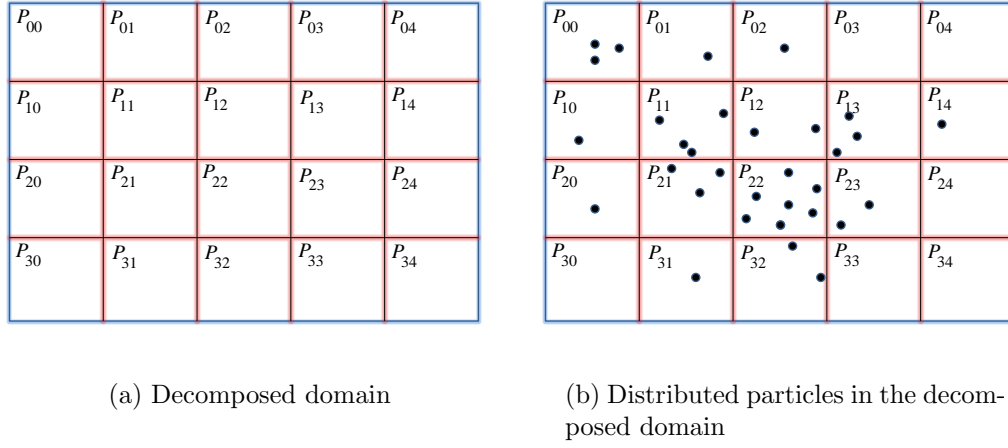 P00 P01 P02 P03 P04
P10 P11 P12 P13 P14
P20 P21 P22 P23 P24
P30 P31 P32 P33 P34
(a) Decomposed domain
P00 P01 P02 P03 P04
P10 P11 P12 P13 P14
P20 P21 P22 P23 P24
P30 P31 P32 P33 P34
(b) Distributed particles in the decom-
posed domain